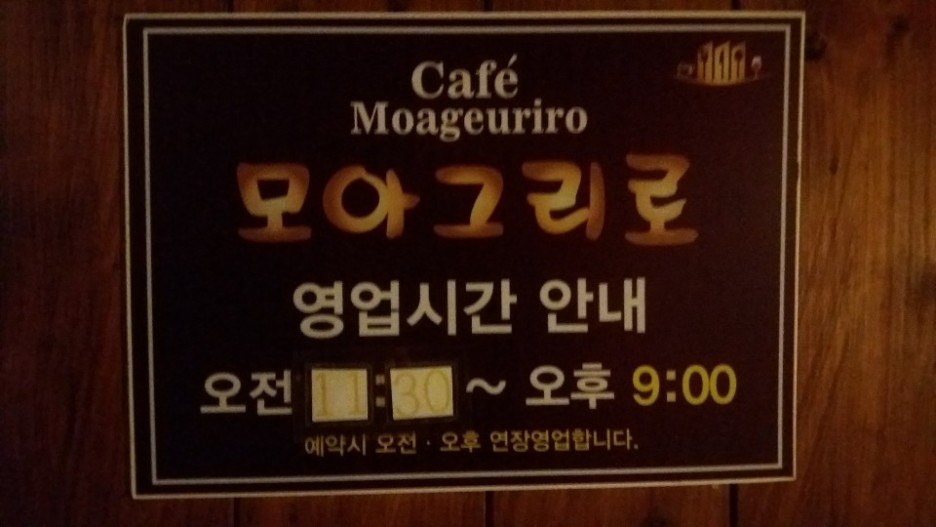 Café
Moageuriro
모아그리로
영업시간 안내
오전 11:30 ~ 오후 9:00
예약시 오전 · 오후 연장영업합니다.